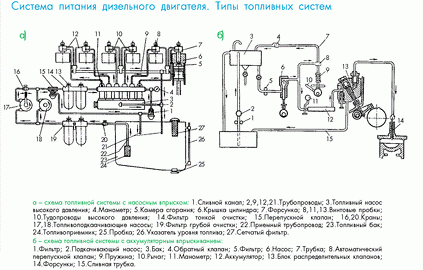 Система питания дизельного двигателя. Типы топливных систем
а)
б)
а – схема топливной системы с насосным впрыском: 1.Сливной канал; 2,9,12,21.Трубопроводы; 3.Топливный насос
высокого давления; 4.Манометр; 5.Камера сгорания; 6.Крышка цилиндра; 7.Форсунка; 8,11,13.Винтовые пробки;
10.Тудопроводы высокого давления; 14.Фильтр тонкой очистки; 15.Перепускной клапан; 16,20.Краны;
17,18.Топливоподкачивающие насосы; 19.Фильтр грубой очистки; 22.Приемный трубопровод; 23.Топливный бак;
24.Топливоприемник; 25.Пробка; 26.Указатель уровня топлива; 27.Сетчатый фильтр.
б – схема топливной системы с аккумуляторным впрыскиванием:
1.Фильтр; 2.Подкачивающий насос; 3.Бак; 4.Обратный клапан; 5.Фильтр; 6.Насос; 7.Трубка; 8.Автоматический
перепускной клапан; 9.Пружина; 10.Рычаг; 11.Манометр; 12.Аккумулятор; 13.Блок распределительных клапанов;
14.Форсунки; 15.Сливная трубка.